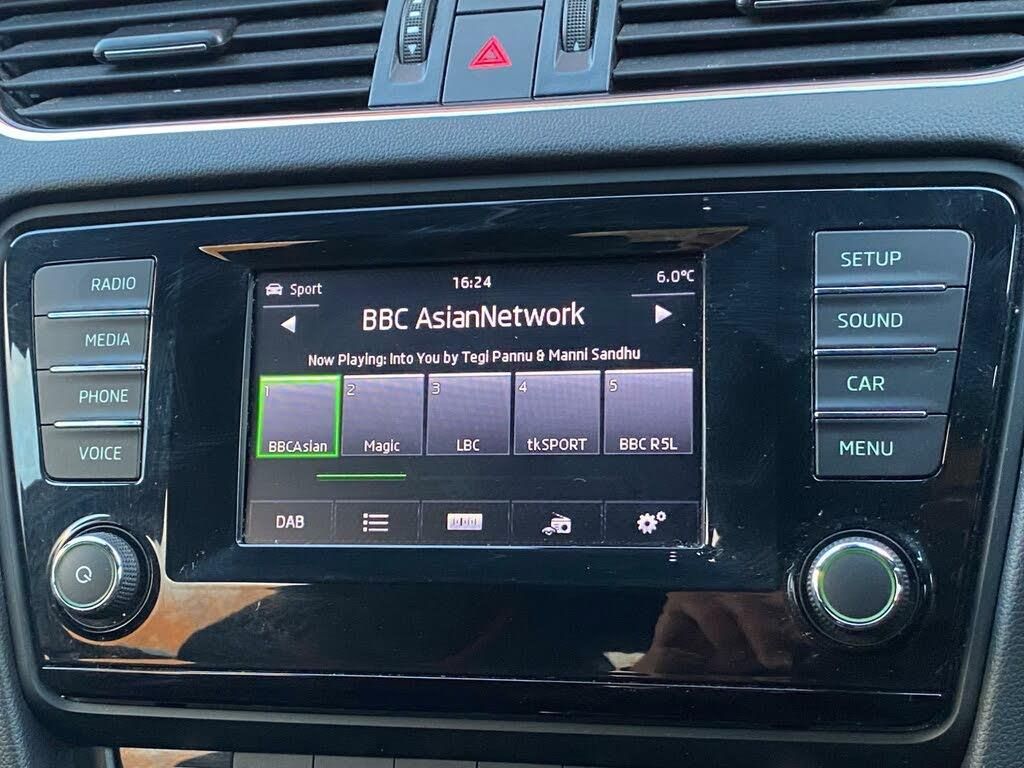 RADIO
MEDIA
PHONE
VOICE
Sport 16:24 6.0°C
BBC AsianNetwork
Now Playing: Into You by Tegi Pannu & Manni Sandhu
1 2 3 4 5
BBCAsian Magic LBC tkSPORT BBC R5L
DAB
SETUP
SOUND
CAR
MENU